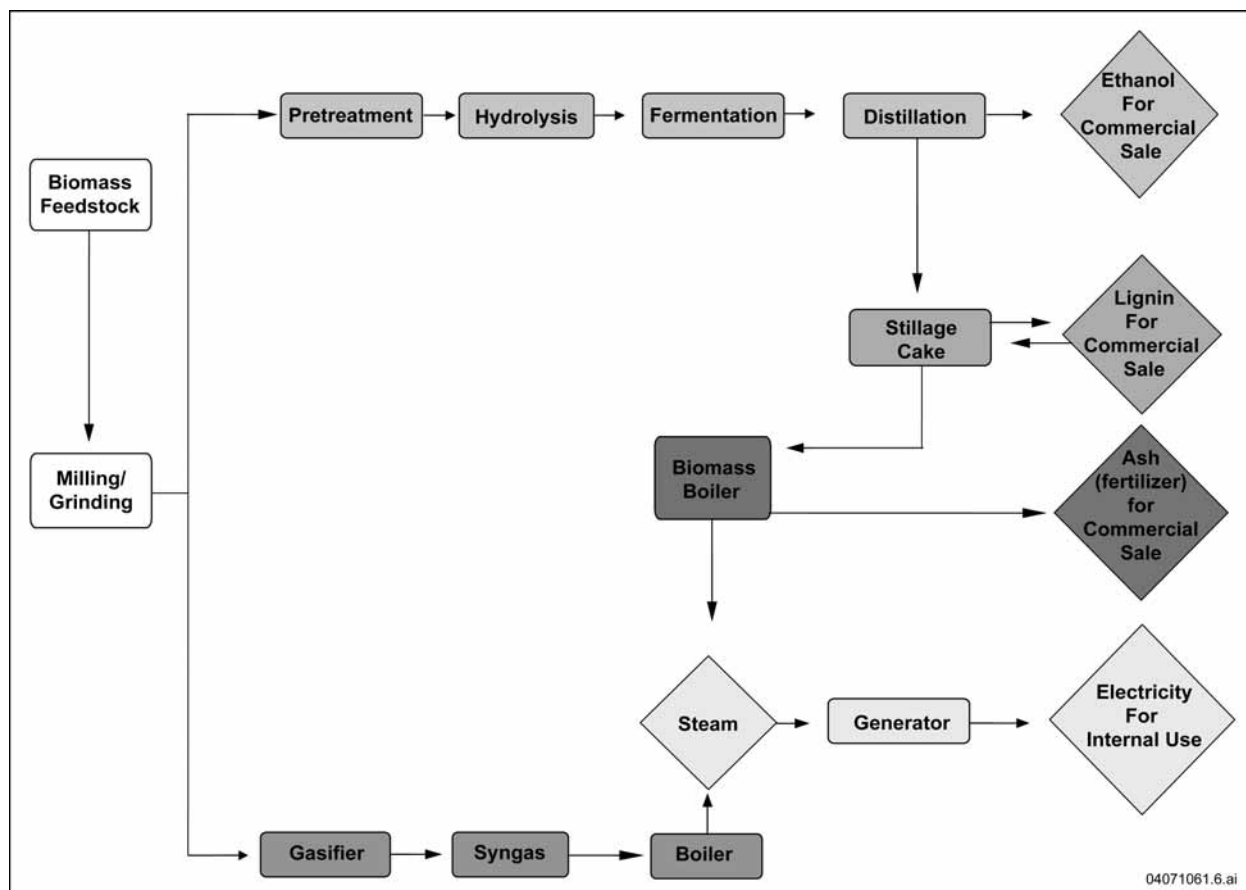 Pretreatment
Hydrolysis
Fermentation
Distillation
Ethanol
For
Commercial
Sale
Biomass
Feedstock
Stillage
Cake
Lignin
For
Commercial
Sale
Milling/
Grinding
Biomass
Boiler
Ash
(fertilizer)
for
Commercial
Sale
Steam
Generator
Electricity
For
Internal Use
Gasifier
Syngas
Boiler
04071061.6.ai